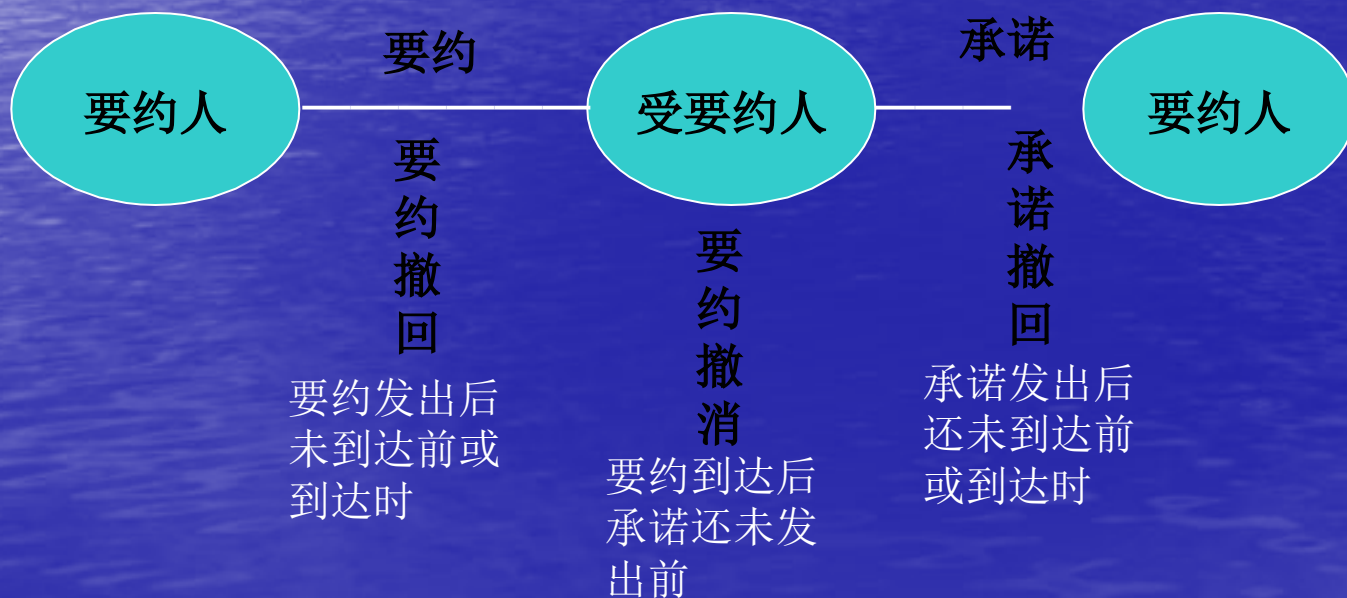 要约
承诺
要约人
受要约人
要约人
要约撤回
要约发出后
未到达前或
到达时
要约撤消
要约到达后
承诺还未发
出前
承诺撤回
承诺发出后
还未到达前
或到达时